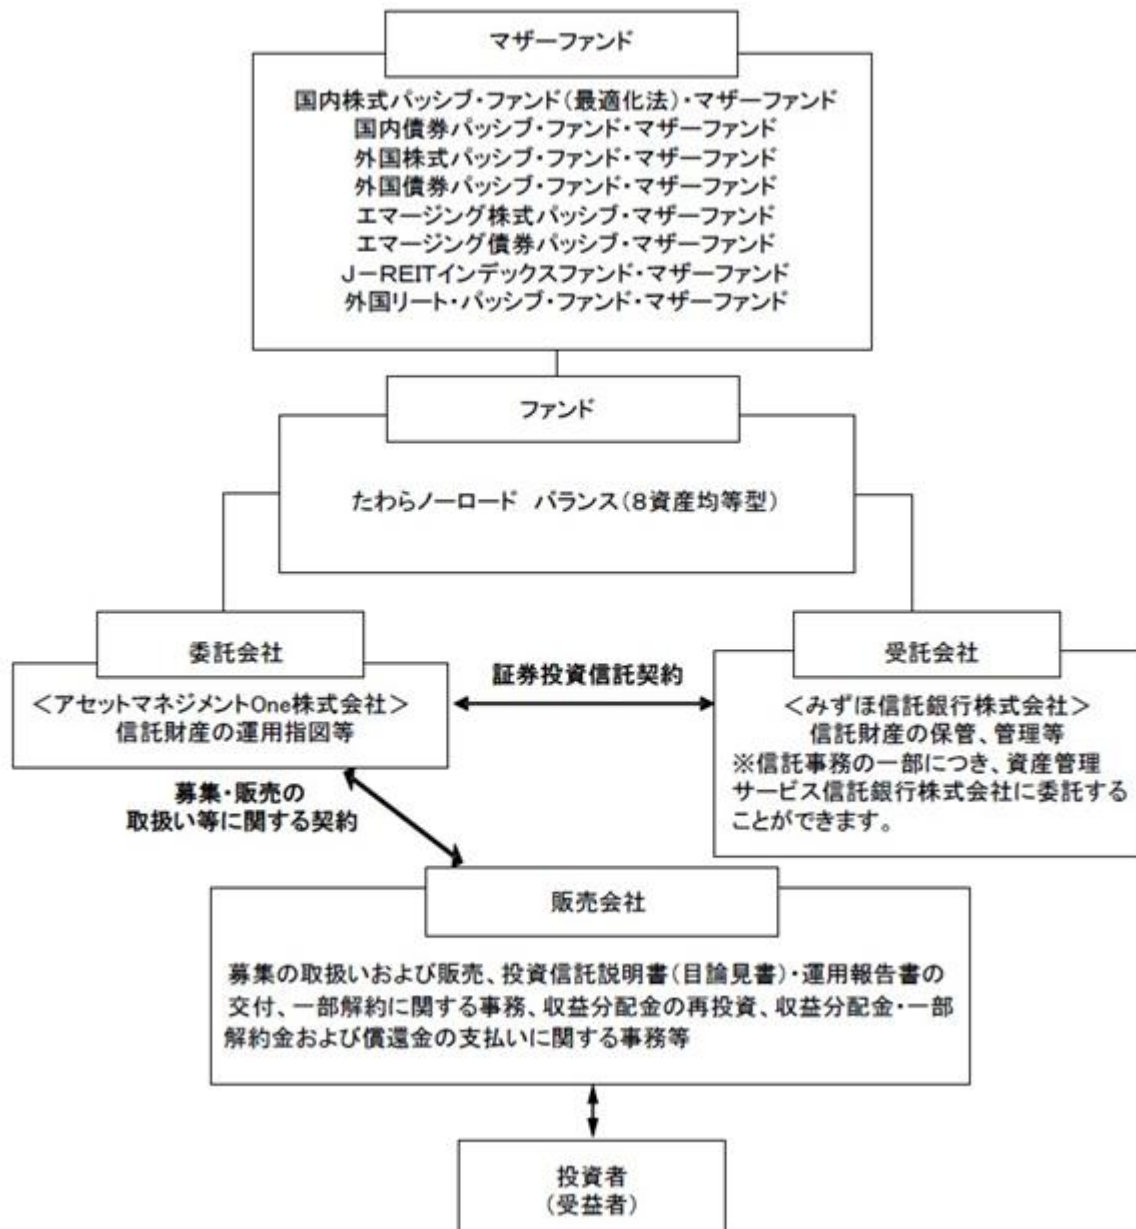 マザーファンド
国内株式パッシブ・ファンド(最適化法)・マザーファンド
国内債券パッシブ・ファンド・マザーファンド
外国株式パッシブ・ファンド・マザーファンド
外国債券パッシブ・ファンド・マザーファンド
エマージング株式パッシブ・マザーファンド
エマージング債券パッシブ・マザーファンド
J-REITインデックスファンド・マザーファンド
外国リート・パッシブ・ファンド・マザーファンド
ファンド
たわらノーロード バランス(8資産均等型)
委託会社
<アセットマネジメントOne株式会社>
信託財産の運用指図等
証券投資信託契約
受託会社
<みずほ信託銀行株式会社>
信託財産の保管、管理等
※信託事務の一部につき、資産管理
サービス信託銀行株式会社に委託する
ことができます。
募集・販売の
取扱い等に関する契約
販売会社
募集の取扱いおよび販売、投資信託説明書(目論見書)・運用報告書の
交付、一部解約に関する事務、収益分配金の再投資、収益分配金・一部
解約金および償還金の支払いに関する事務等
投資者
(受益者)